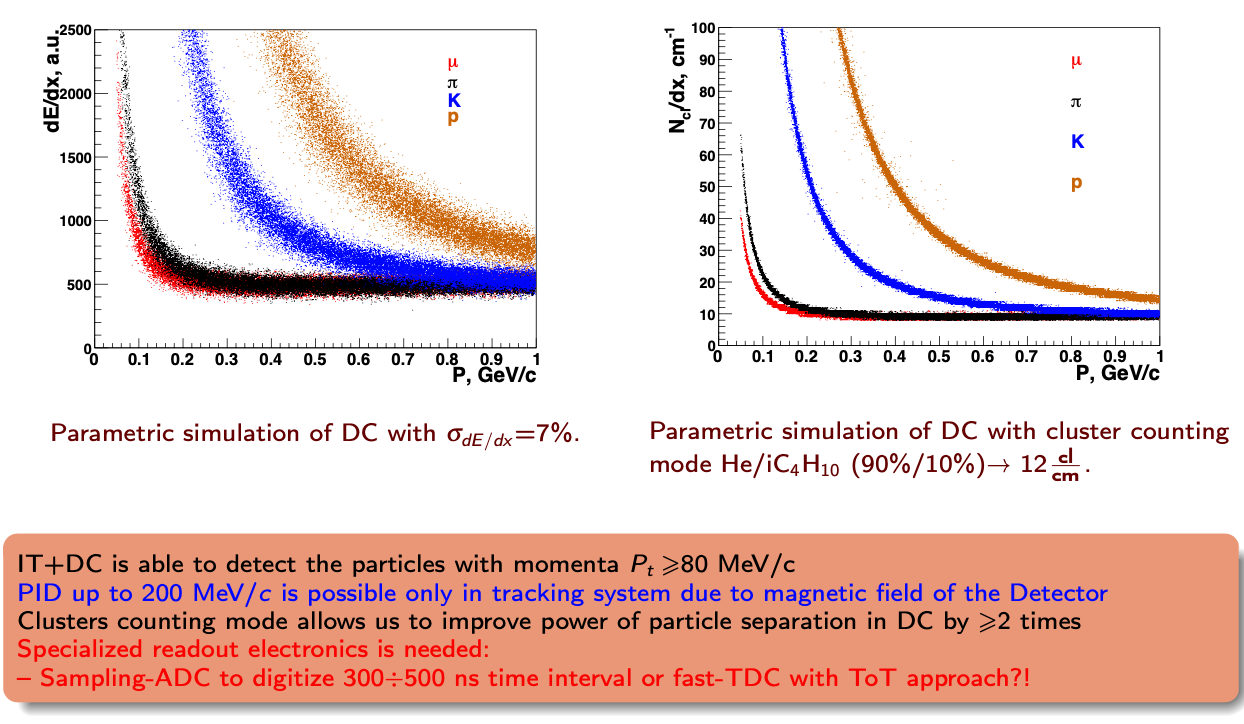 dE/dx, a.u.
2500
2000
1500
1000
500
0
μ
π
K
p
0 0.1 0.2 0.3 0.4 0.5 0.6 0.7 0.8 0.9 1
P, GeV/c
N_cl/dx, cm⁻¹
100
90
80
70
60
50
40
30
20
10
0
μ
π
K
p
0 0.1 0.2 0.3 0.4 0.5 0.6 0.7 0.8 0.9 1
P, GeV/c
Parametric simulation of DC with σ_dE/dx=7%.
Parametric simulation of DC with cluster counting
mode He/iC₄H₁₀ (90%/10%)→ 12 cl/cm.
IT+DC is able to detect the particles with momenta P_t ⩾80 MeV/c
PID up to 200 MeV/c is possible only in tracking system due to magnetic field of the Detector
Clusters counting mode allows us to improve power of particle separation in DC by ⩾2 times
Specialized readout electronics is needed:
– Sampling-ADC to digitize 300÷500 ns time interval or fast-TDC with ToT approach?!